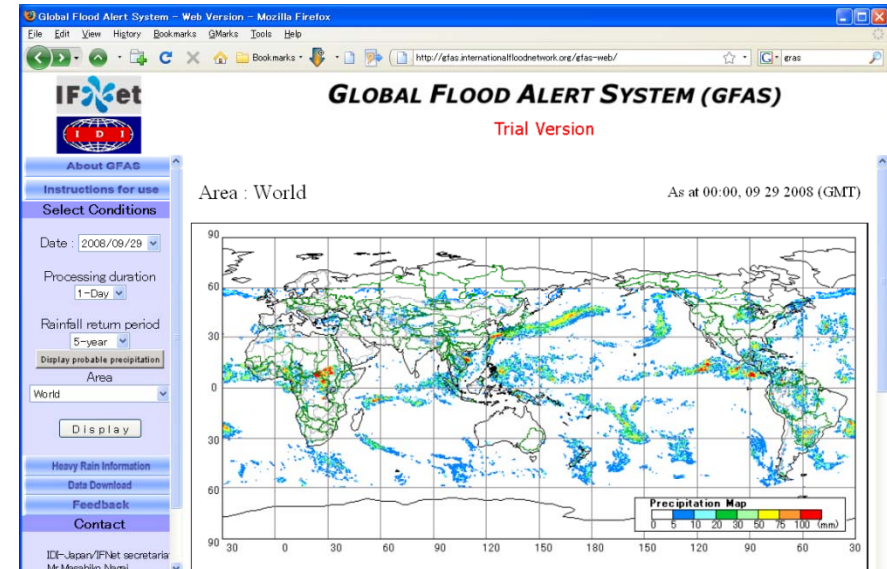 Global Flood Alert System - Web Version - Mozilla Firefox
File Edit View History Bookmarks GMarks Tools Help
Bookmarks
http://gfas.internationalfloodnetwork.org/gfas-web/
IFNet
GLOBAL FLOOD ALERT SYSTEM (GFAS)
IDI
Trial Version
About GFAS
Instructions for use
Select Conditions
Area : World
As at 00:00, 09 29 2008 (GMT)
Date : 2008/09/29
Processing duration
1-Day
Rainfall return period
5-year
Display probable precipitation
Area
World
Display
Heavy Rain Information
Data Download
Feedback
Contact
IDI-Japan/IFNet secretaria
Mr.Masahiko Nagai
90
60
30
0
30
60
90
Precipitation Map
0 5 10 20 30 50 75 100 (mm)
30 0 30 60 90 120 150 180 150 120 90 60 30